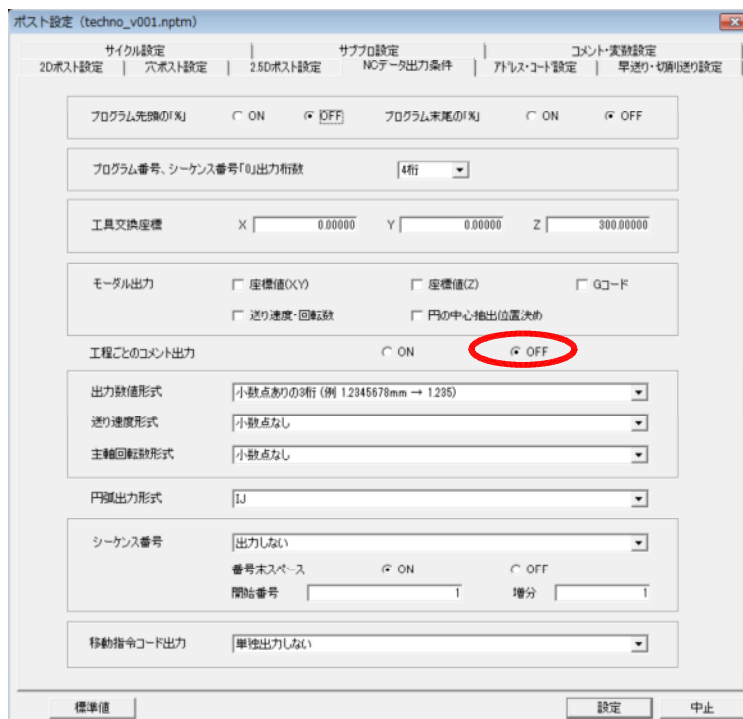 ポスト設定 (techno_v001.nptm)
サイクル設定 サブプロ設定 コメント・変数設定
2Dポスト設定 穴ポスト設定 2.5Dポスト設定 NCデータ出力条件 アドレス・コード設定 早送り・切削送り設定
プログラム先頭の「%」 ON OFF プログラム末尾の「%」 ON OFF
プログラム番号、シーケンス番号「0」出力桁数 4桁
工具交換座標 X 0.00000 Y 0.00000 Z 300.00000
モーダル出力 座標値(XY) 座標値(Z) Gコード
送り速度・回転数 円の中心抽出位置決め
工程ごとのコメント出力 ON OFF
出力数値形式 小数点ありの3桁 (例 1.2345678mm → 1.235)
送り速度形式 小数点なし
主軸回転数形式 小数点なし
円弧出力形式 IJ
シーケンス番号 出力しない
番号末スペース ON OFF
開始番号 1 増分 1
移動指令コード出力 単独出力しない
標準値 設定 中止